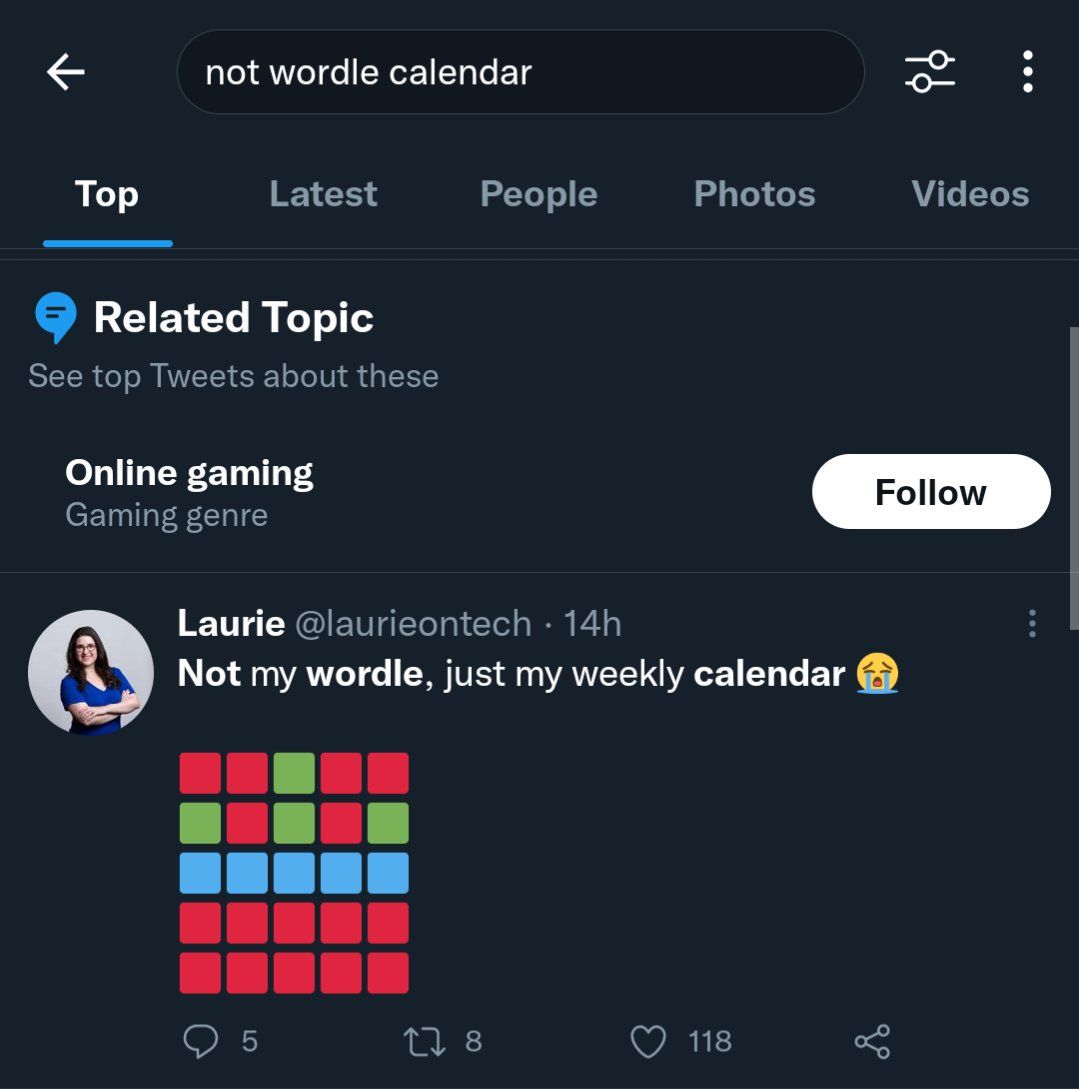 not wordle calendar
Top Latest People Photos Videos
Related Topic
See top Tweets about these
Online gaming
Gaming genre
Follow
Laurie @laurieontech · 14h
Not my wordle, just my weekly calendar 😭
🟥🟥🟩🟥🟥
🟩🟥🟩🟥🟩
🟦🟦🟦🟦🟦
🟥🟥🟥🟥🟥
🟥🟥🟥🟥🟥
5 8 118